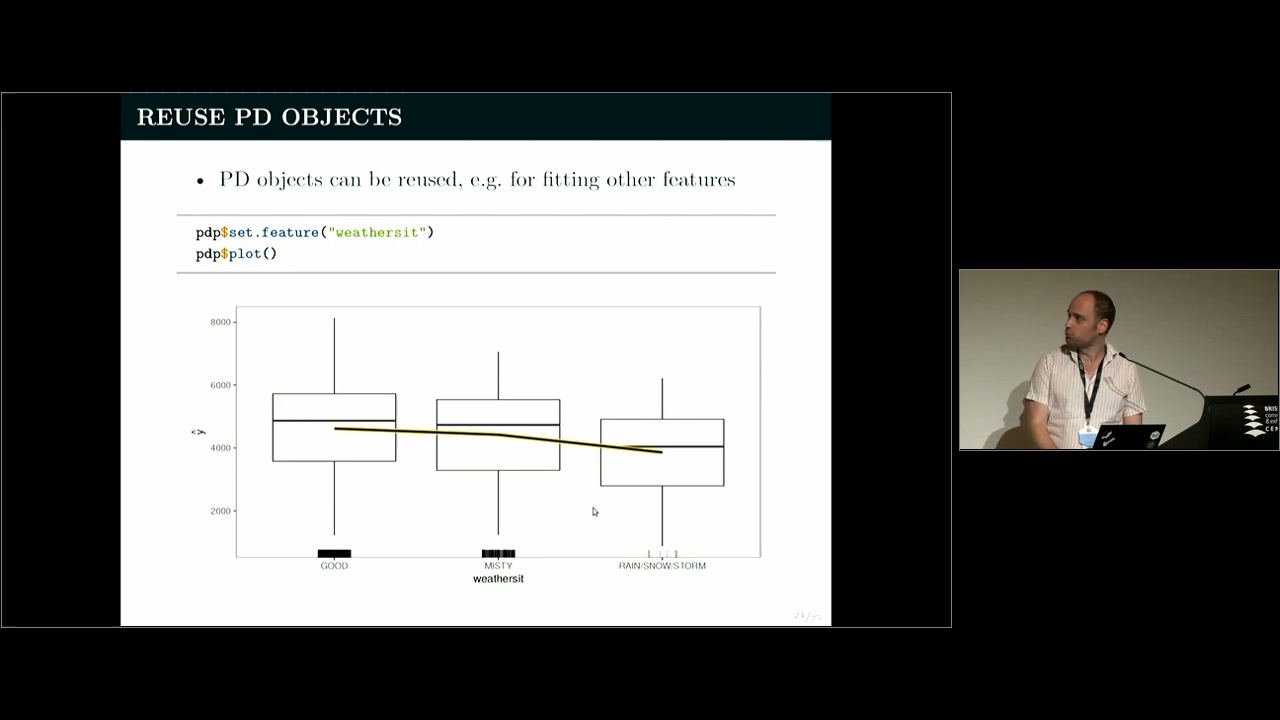 REUSE PD OBJECTS
• PD objects can be reused, e.g. for fitting other features
pdp$set.feature("weathersit")
pdp$plot()
8000
6000
4000
2000
ŷ
GOOD
MISTY
RAIN/SNOW/STORM
weathersit